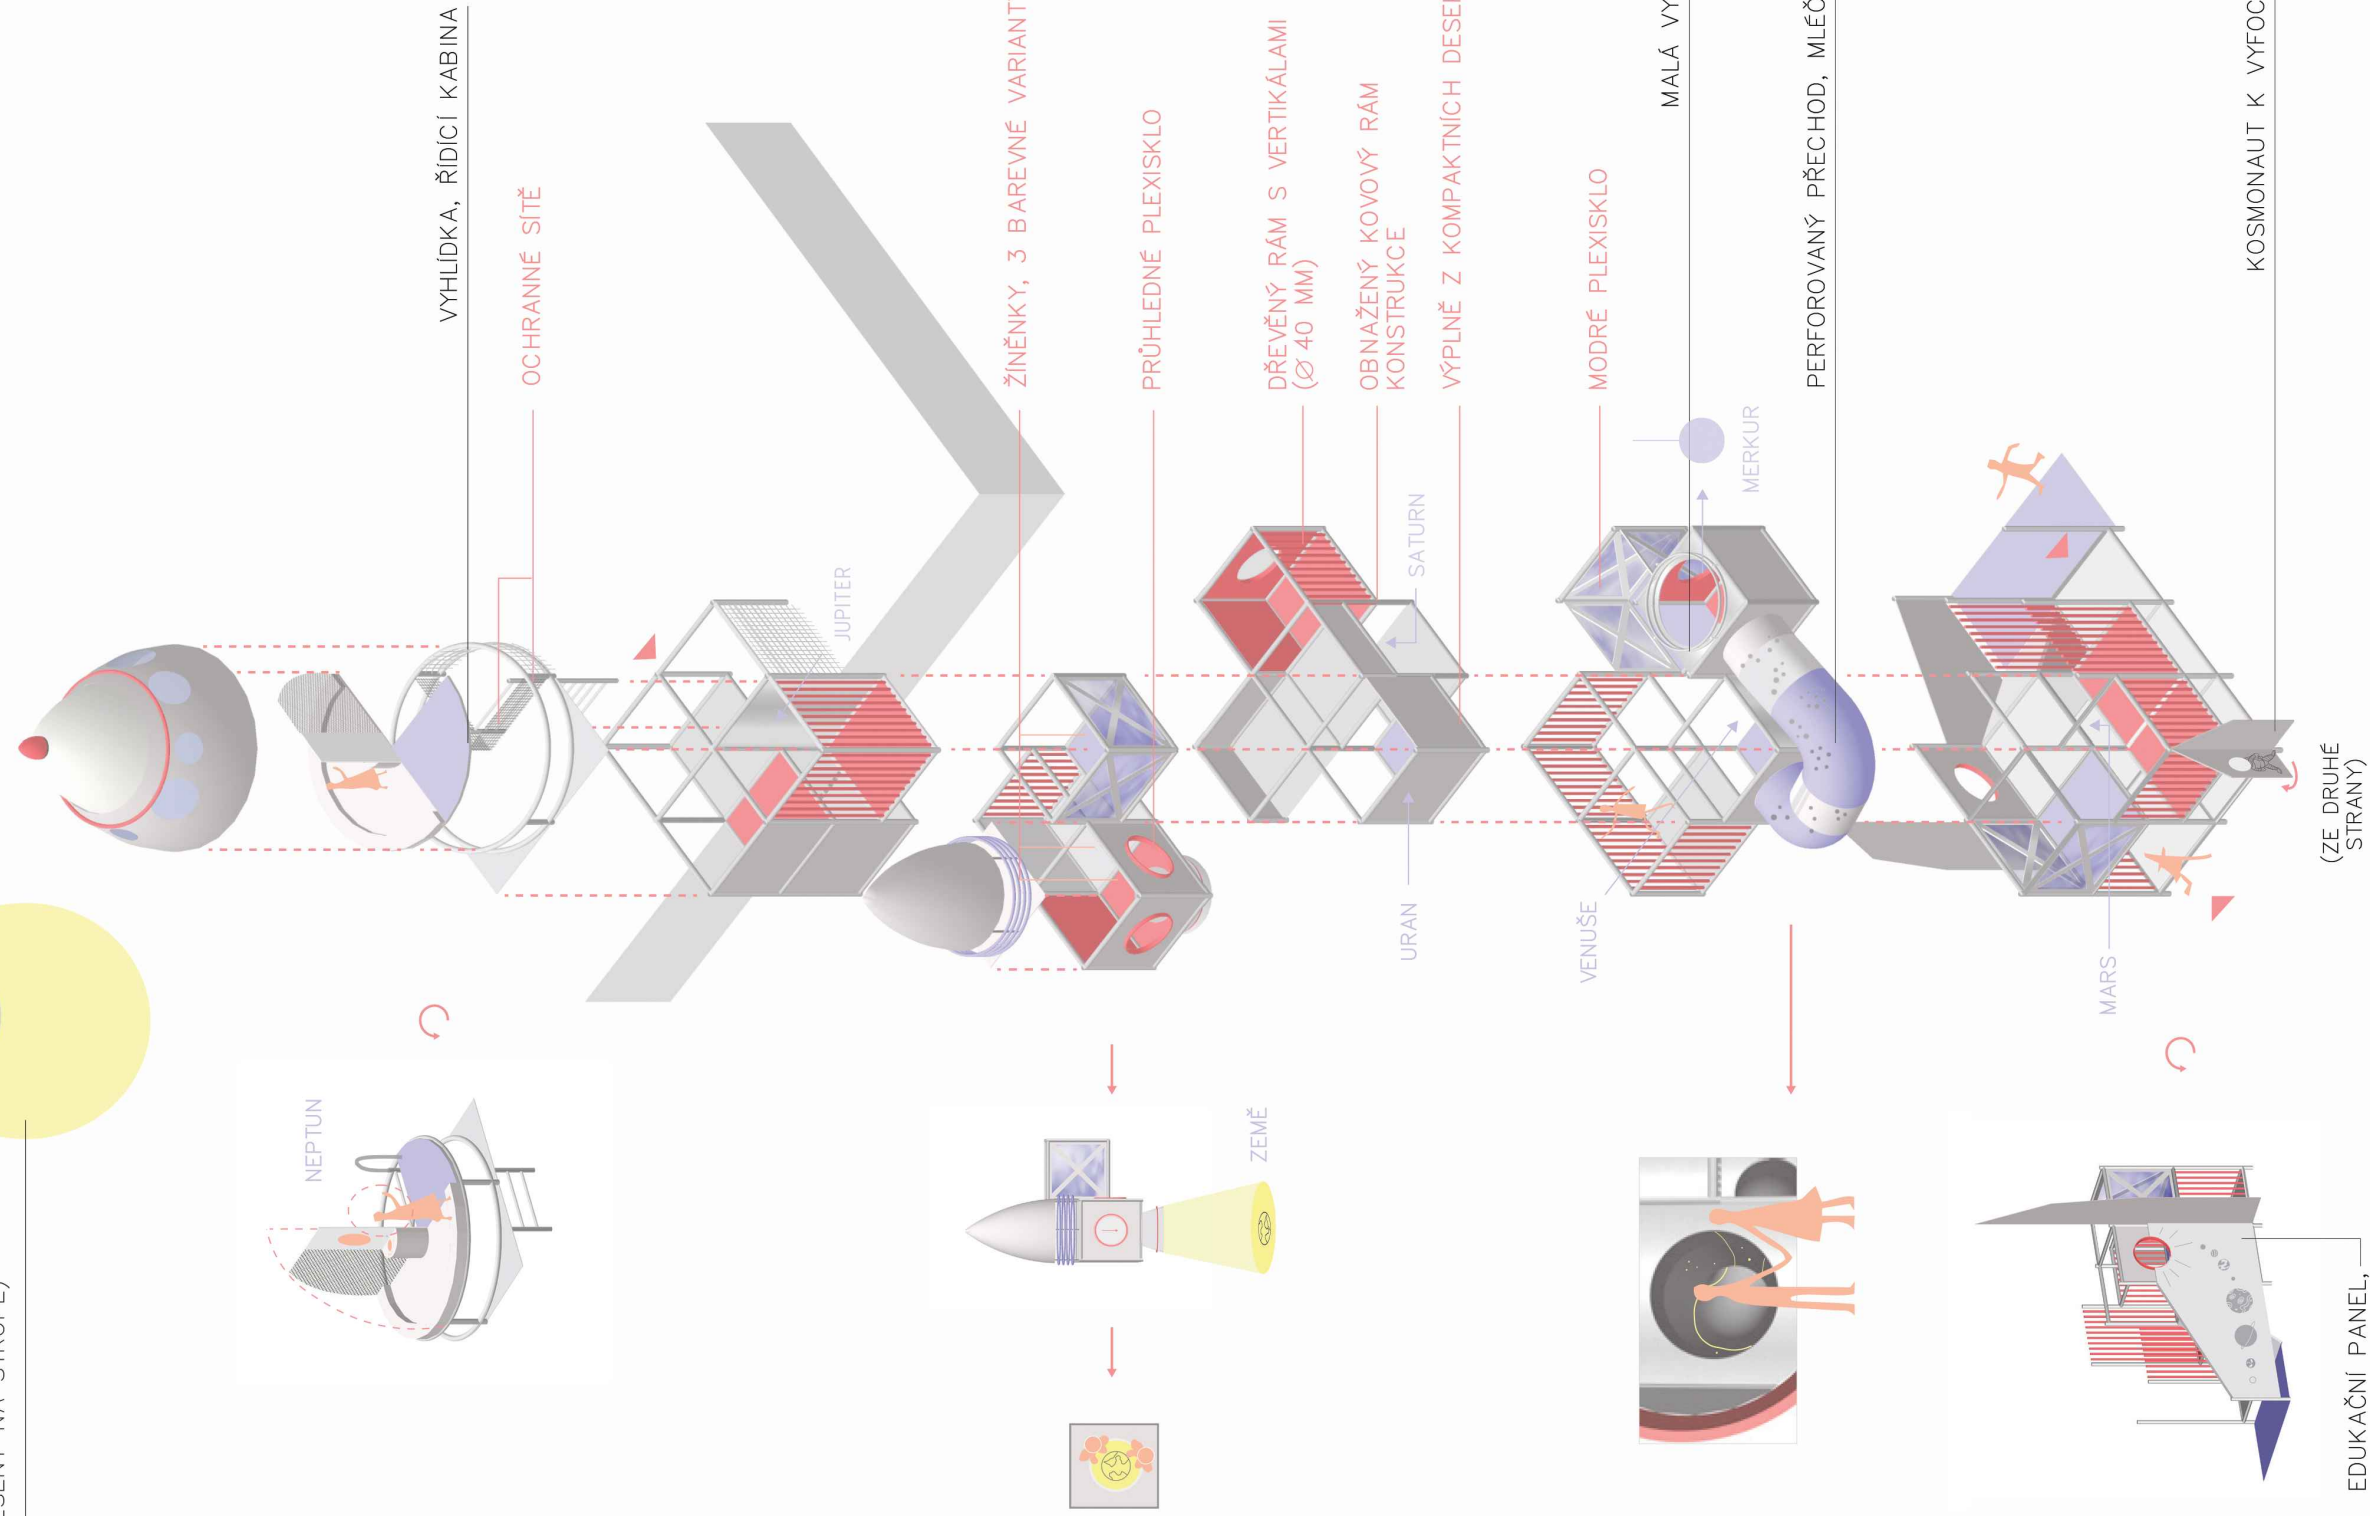 VYHLÍDKA, ŘÍDÍCÍ KABINA
OCHRANNÉ SÍTĚ
JUPITER
NEPTUN
ŽÍNĚNKY, 3 BAREVNÉ VARIANT
PRŮHLEDNÉ PLEXISKLO
ZEMĚ
DŘEVĚNÝ RÁM S VERTIKÁLAMI
(Ø 40 MM)
OBNAŽENÝ KOVOVÝ RÁM
KONSTRUKCE
VÝPLNĚ Z KOMPAKTNÍCH DESE
SATURN
URAN
MODRÉ PLEXISKLO
MALÁ VY
MERKUR
VENUŠE
PERFOROVANÝ PŘECHOD, MLÉČ
MARS
KOSMONAUT K VYFOC
(ZE DRUHÉ
STRANY)
EDUKAČNÍ PANEL,